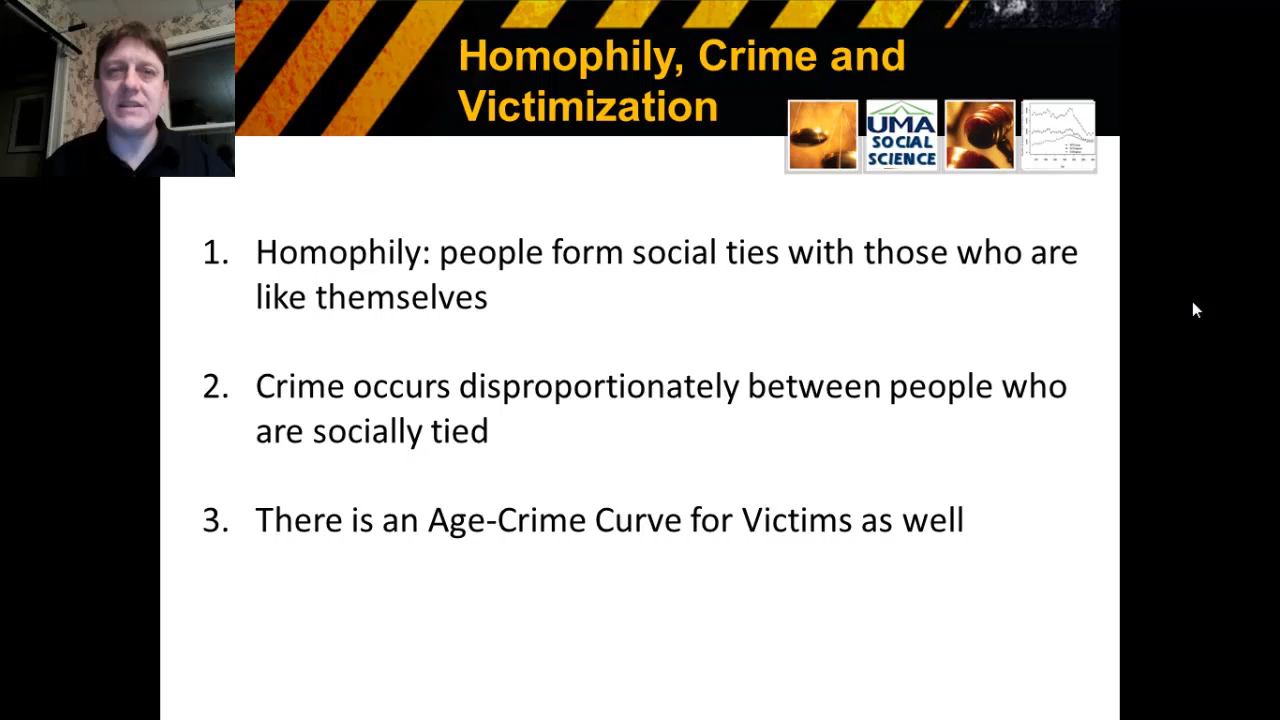 Homophily, Crime and
Victimization
UMA
SOCIAL
SCIENCE
1. Homophily: people form social ties with those who are
like themselves
2. Crime occurs disproportionately between people who
are socially tied
3. There is an Age-Crime Curve for Victims as well